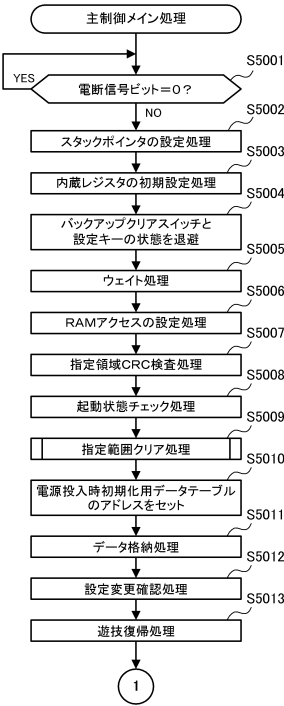 主制御メイン処理
S5001
電断信号ビット=0?
YES
NO
S5002
スタックポインタの設定処理
S5003
内蔵レジスタの初期設定処理
S5004
バックアップクリアスイッチと
設定キーの状態を退避
S5005
ウェイト処理
S5006
RAMアクセスの設定処理
S5007
指定領域CRC検査処理
S5008
起動状態チェック処理
S5009
指定範囲クリア処理
S5010
電源投入時初期化用データテーブル
のアドレスをセット
S5011
データ格納処理
S5012
設定変更確認処理
S5013
遊技復帰処理
1